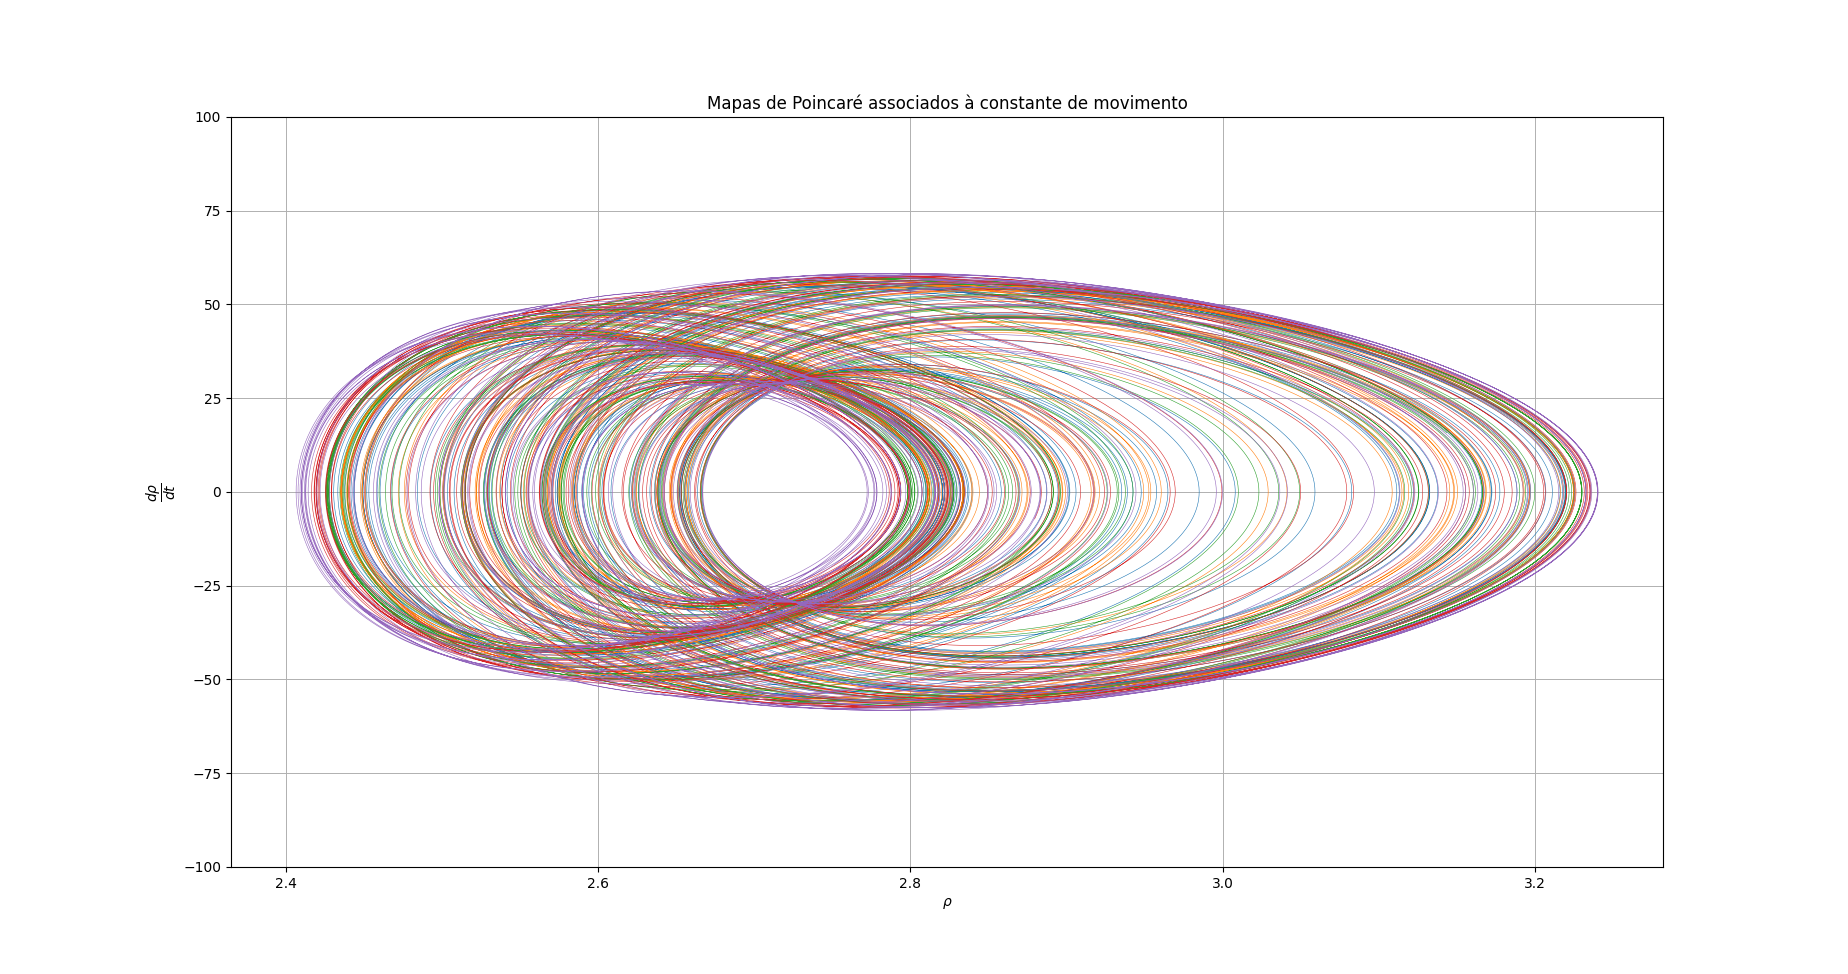 Mapas de Poincaré associados à constante de movimento
100
75
50
25
0
−25
−50
−75
−100
dρ
dt
2.4 2.6 2.8 3.0 3.2
ρ